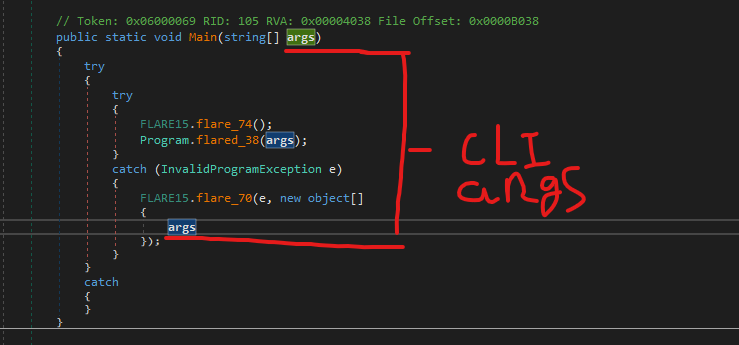 // Token: 0x06000069 RID: 105 RVA: 0x00004038 File Offset: 0x0000B038
public static void Main(string[] args)
{
try
{
try
{
FLARE15.flare_74();
Program.flared_38(args);
}
catch (InvalidProgramException e)
{
FLARE15.flare_70(e, new object[]
{
args
});
}
}
catch
{
}
}
CLI
args